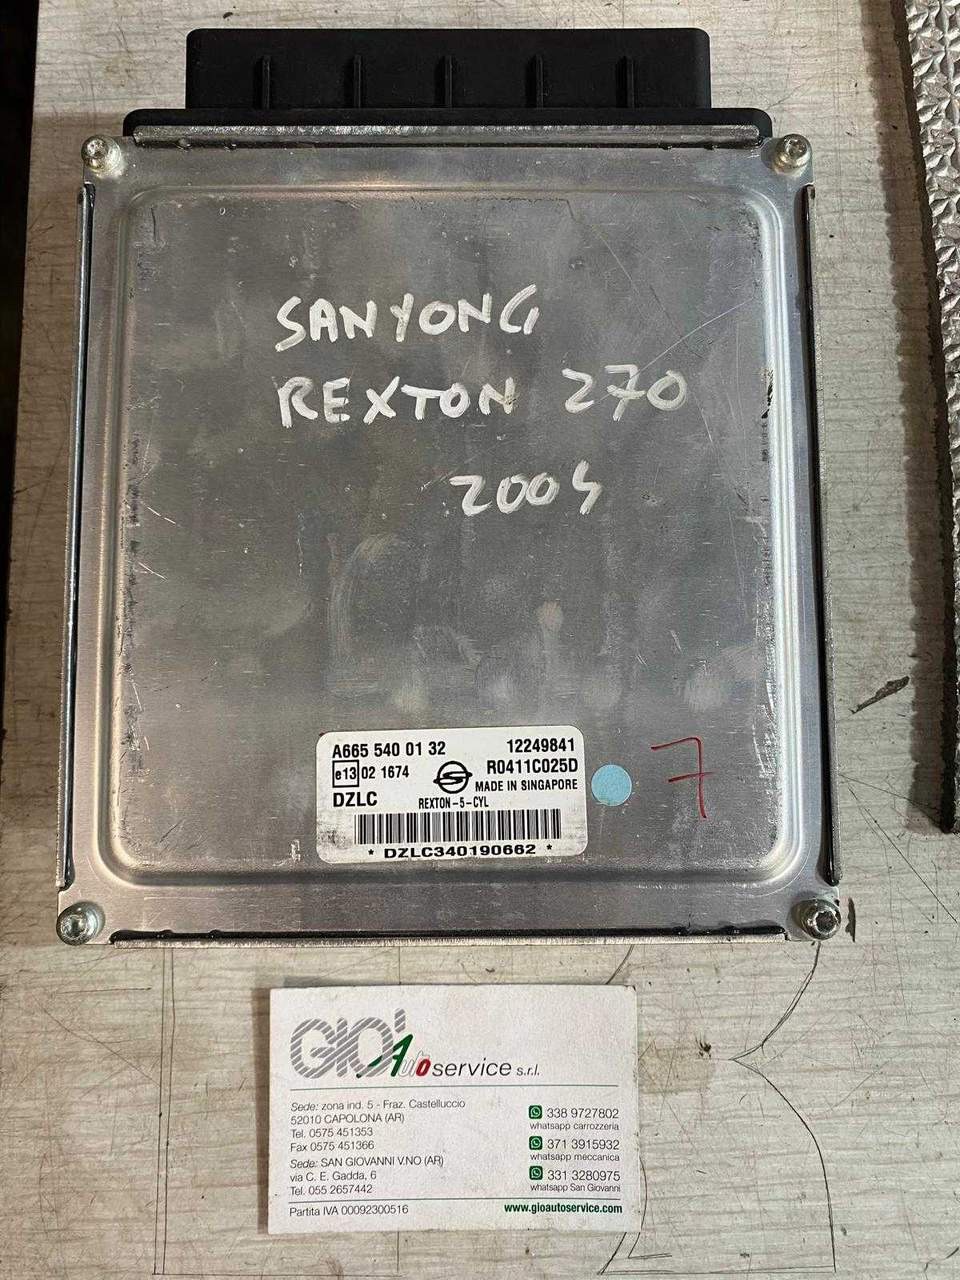 SANYONG
REXTON 270
2004
A665 540 01 32 12249841
e13 02 1674 R0411C025D
MADE IN SINGAPORE
DZLC REXTON-5-CYL
* DZLC340190662 *
7
GIO' Autoservice s.r.l.
Sede: zona ind. 5 - Fraz. Castelluccio
52010 CAPOLONA (AR)
Tel. 0575 451353
Fax 0575 451366
Sede: SAN GIOVANNI V.NO (AR)
via C. E. Gadda, 6
Tel. 055 2657442
Partita IVA 00092300516
338 9727802
whatsapp carrozzeria
371 3915932
whatsapp meccanica
331 3280975
whatsapp San Giovanni
www.gioautoservice.com